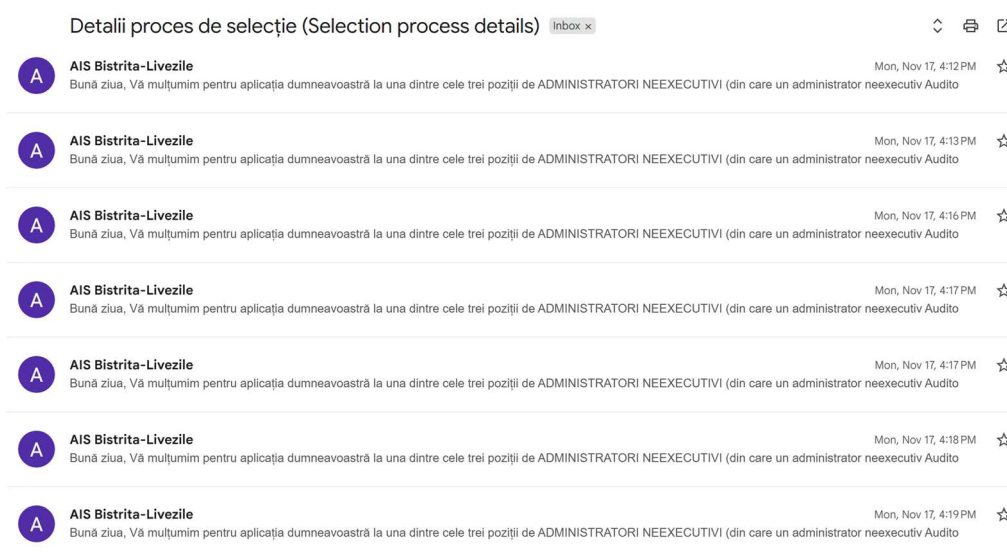 Detalii proces de selecție (Selection process details) Inbox ×
A
AIS Bistrita-Livezile Mon, Nov 17, 4:12 PM
Bună ziua, Vă mulțumim pentru aplicația dumneavoastră la una dintre cele trei poziții de ADMINISTRATORI NEEXECUTIVI (din care un administrator neexecutiv Audito
A
AIS Bistrita-Livezile Mon, Nov 17, 4:13 PM
Bună ziua, Vă mulțumim pentru aplicația dumneavoastră la una dintre cele trei poziții de ADMINISTRATORI NEEXECUTIVI (din care un administrator neexecutiv Audito
A
AIS Bistrita-Livezile Mon, Nov 17, 4:16 PM
Bună ziua, Vă mulțumim pentru aplicația dumneavoastră la una dintre cele trei poziții de ADMINISTRATORI NEEXECUTIVI (din care un administrator neexecutiv Audito
A
AIS Bistrita-Livezile Mon, Nov 17, 4:17 PM
Bună ziua, Vă mulțumim pentru aplicația dumneavoastră la una dintre cele trei poziții de ADMINISTRATORI NEEXECUTIVI (din care un administrator neexecutiv Audito
A
AIS Bistrita-Livezile Mon, Nov 17, 4:17 PM
Bună ziua, Vă mulțumim pentru aplicația dumneavoastră la una dintre cele trei poziții de ADMINISTRATORI NEEXECUTIVI (din care un administrator neexecutiv Audito
A
AIS Bistrita-Livezile Mon, Nov 17, 4:18 PM
Bună ziua, Vă mulțumim pentru aplicația dumneavoastră la una dintre cele trei poziții de ADMINISTRATORI NEEXECUTIVI (din care un administrator neexecutiv Audito
A
AIS Bistrita-Livezile Mon, Nov 17, 4:19 PM
Bună ziua, Vă mulțumim pentru aplicația dumneavoastră la una dintre cele trei poziții de ADMINISTRATORI NEEXECUTIVI (din care un administrator neexecutiv Audito